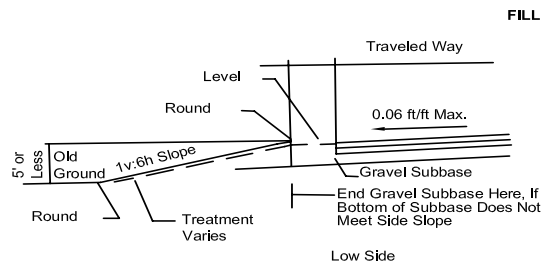 FILL
Traveled Way
Level
Round
0.06 ft/ft Max.
5' or
Less
Old
Ground
1v:6h Slope
Gravel Subbase
Round
Treatment
Varies
End Gravel Subbase Here, If
Bottom of Subbase Does Not
Meet Side Slope
Low Side